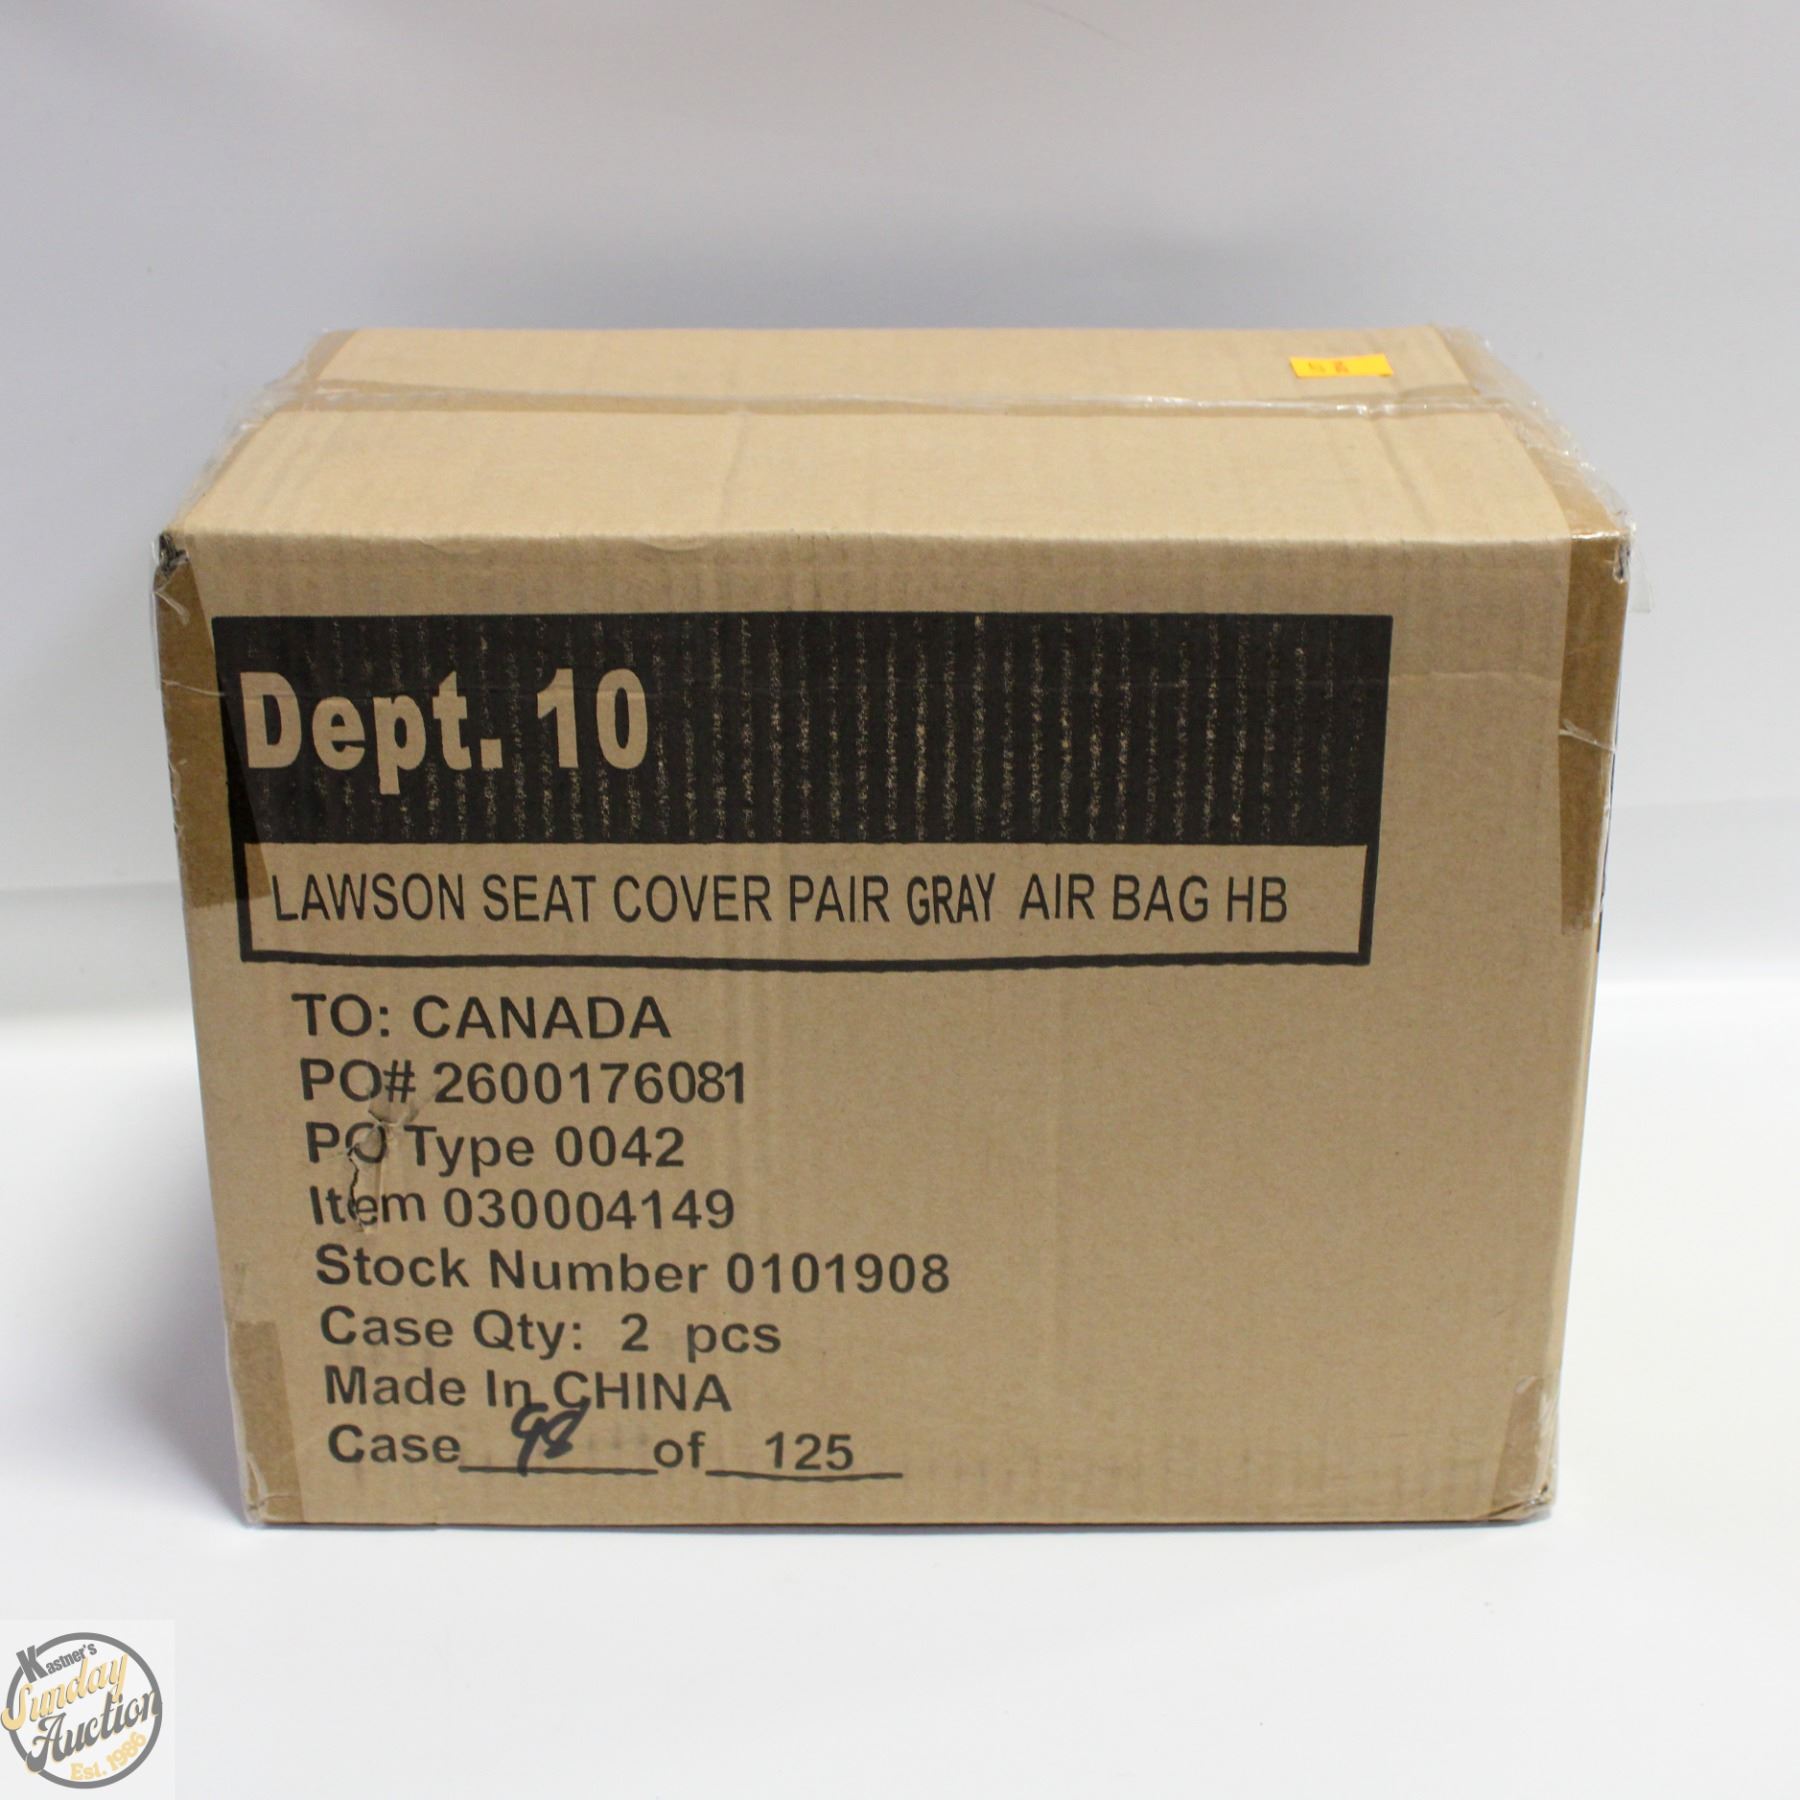 Dept. 10
LAWSON SEAT COVER PAIR GRAY AIR BAG HB
TO: CANADA
PO# 2600176081
PO Type 0042
Item 030004149
Stock Number 0101908
Case Qty: 2 pcs
Made In CHINA
Case 98 of 125
Kastner's
Sunday
Auction
Est. 1986